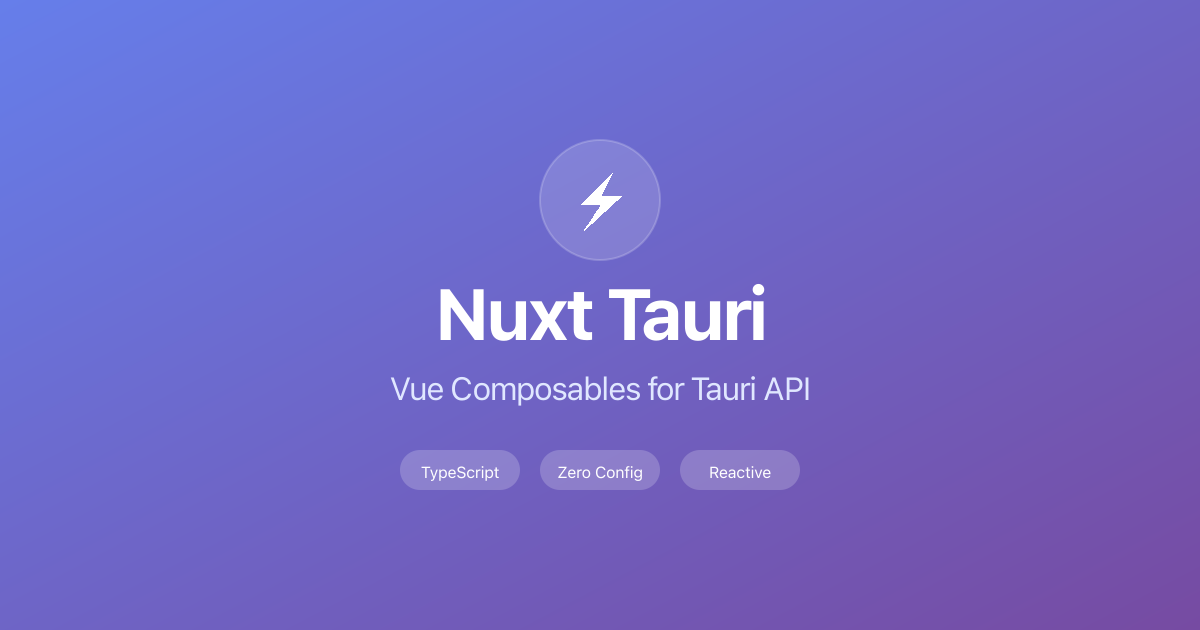 Nuxt Tauri
Vue Composables for Tauri API
TypeScript Zero Config Reactive